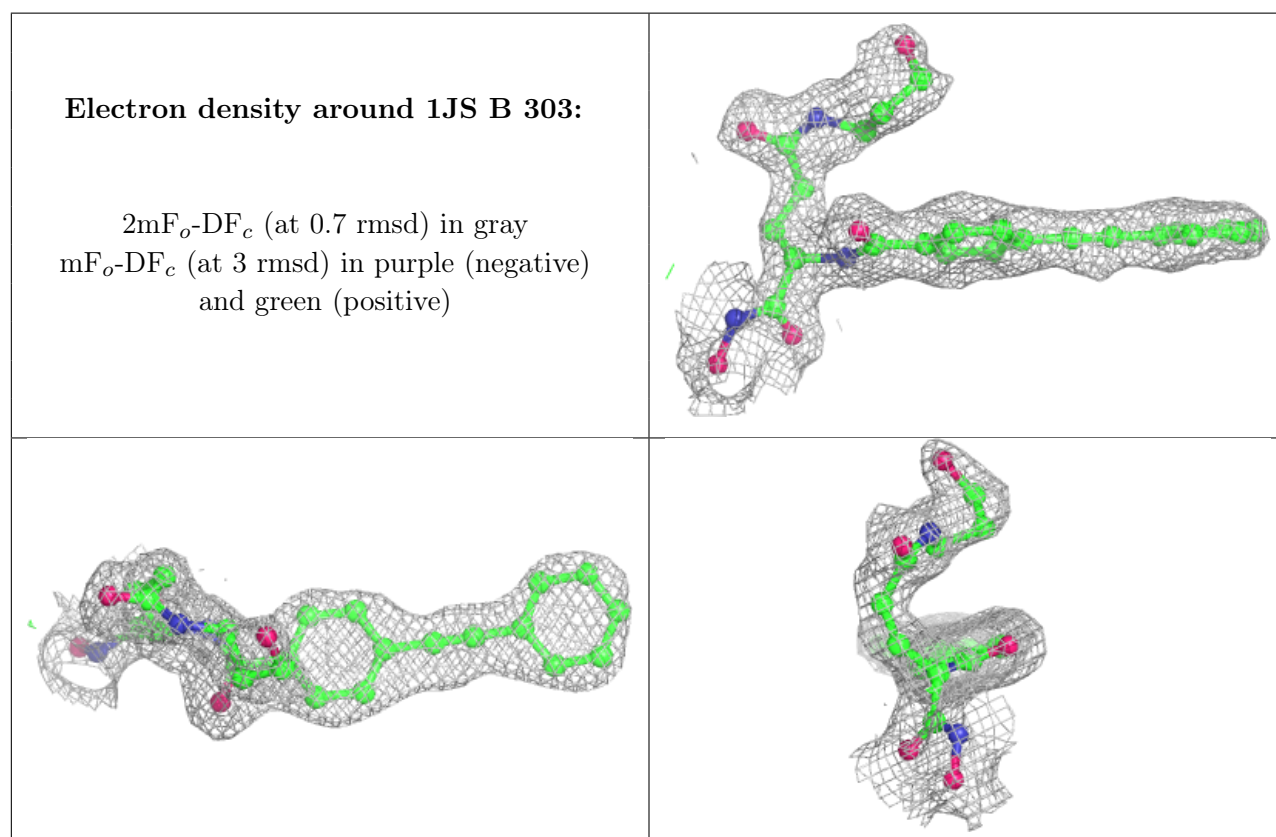 Electron density around 1JS B 303:
2mFo-DFc (at 0.7 rmsd) in gray
mFo-DFc (at 3 rmsd) in purple (negative)
and green (positive)